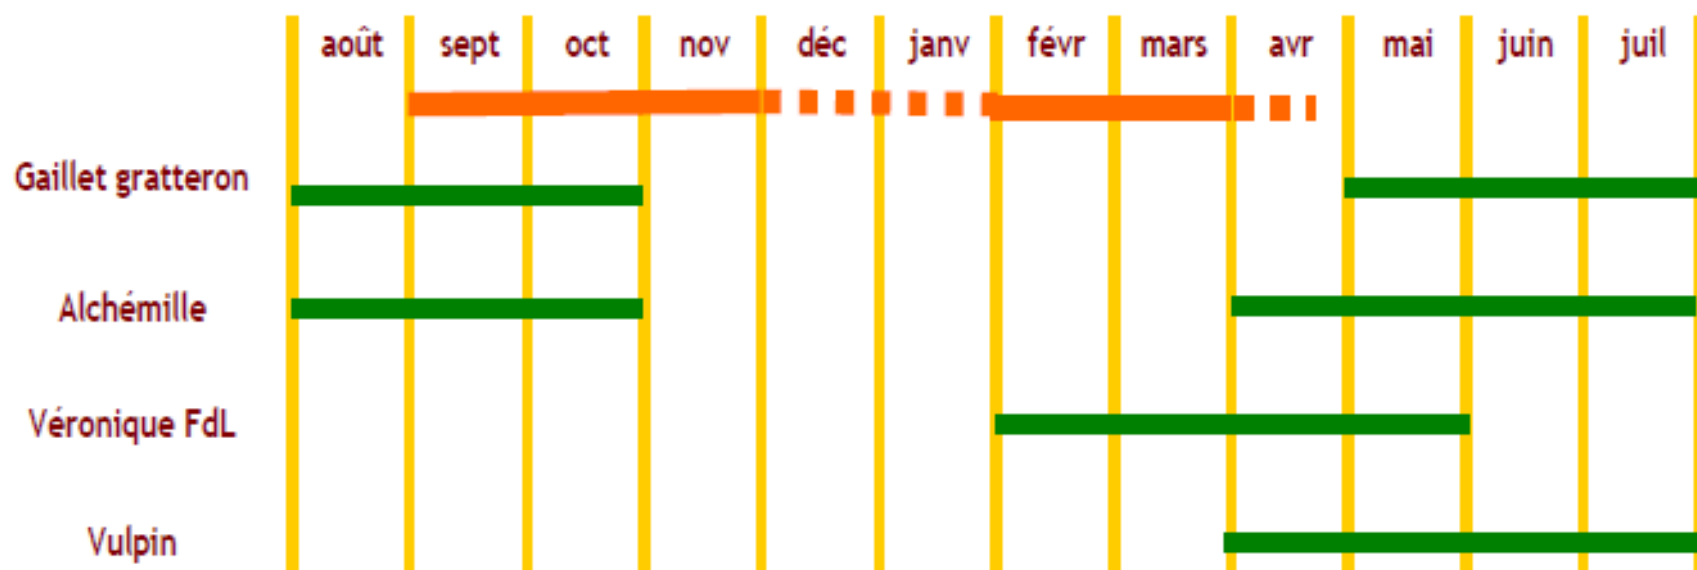 août sept oct nov déc janv févr mars avr mai juin juil
Gaillet gratteron
Alchémille
Véronique FdL
Vulpin